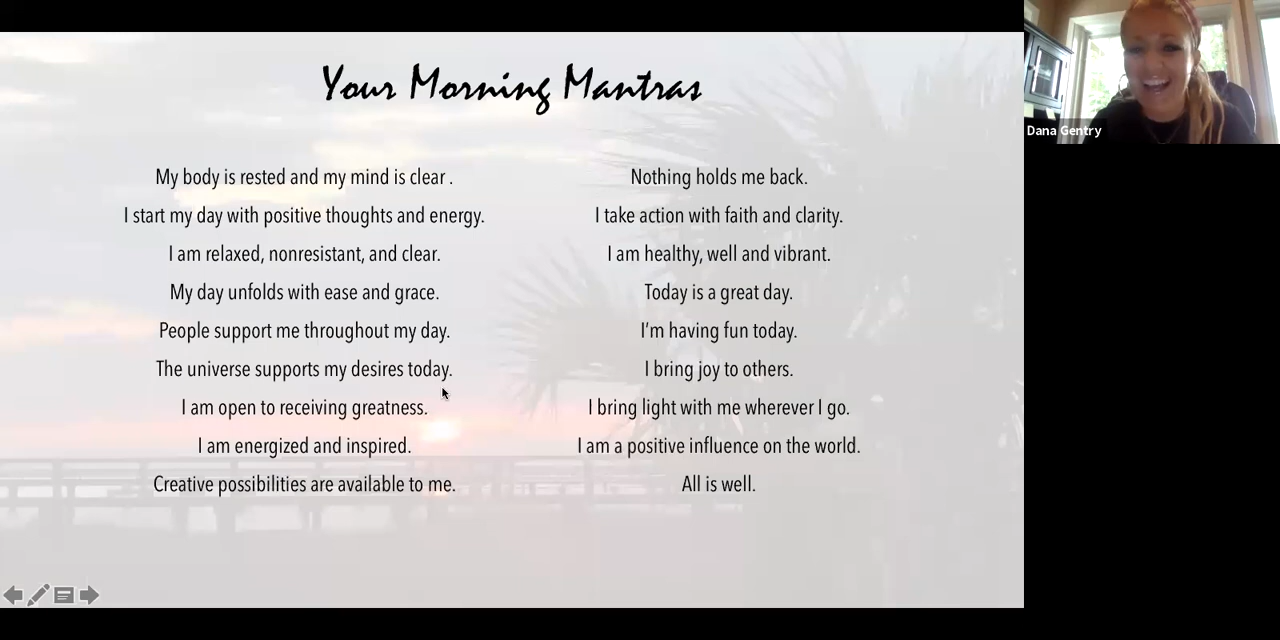 Your Morning Mantras
My body is rested and my mind is clear .
I start my day with positive thoughts and energy.
I am relaxed, nonresistant, and clear.
My day unfolds with ease and grace.
People support me throughout my day.
The universe supports my desires today.
I am open to receiving greatness.
I am energized and inspired.
Creative possibilities are available to me.
Nothing holds me back.
I take action with faith and clarity.
I am healthy, well and vibrant.
Today is a great day.
I’m having fun today.
I bring joy to others.
I bring light with me wherever I go.
I am a positive influence on the world.
All is well.
Dana Gentry